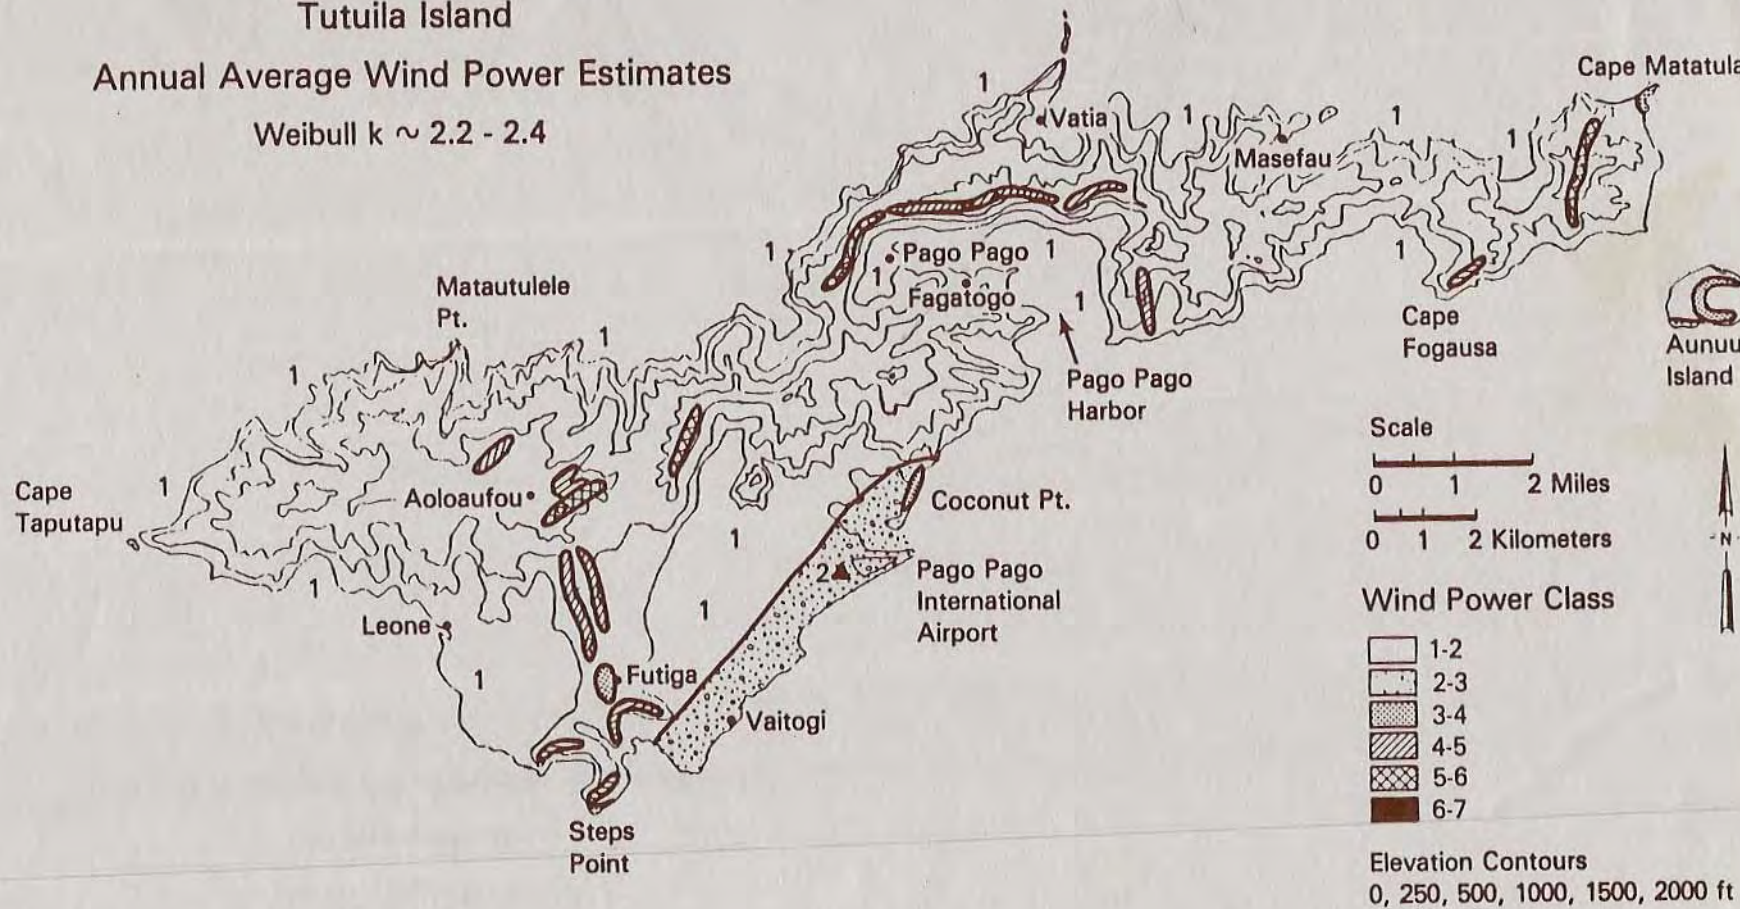 Tutuila Island
Annual Average Wind Power Estimates
Weibull k ~ 2.2 - 2.4
Cape Matatula
1
Vatia
1
1
1
Masefau
1
Pago Pago
1
1
1
Fagatogo
1
Matautulele
Pt.
1
1
Cape
Fogausa
Aunuu
Island
Pago Pago
Harbor
Scale
0 1 2 Miles
0 1 2 Kilometers
N
Cape
Taputapu
1
Aoloaufou
Coconut Pt.
1
2
Pago Pago
International
Airport
1
1
Leone
1
Futiga
Vaitogi
Steps
Point
Wind Power Class
1-2
2-3
3-4
4-5
5-6
6-7
Elevation Contours
0, 250, 500, 1000, 1500, 2000 ft